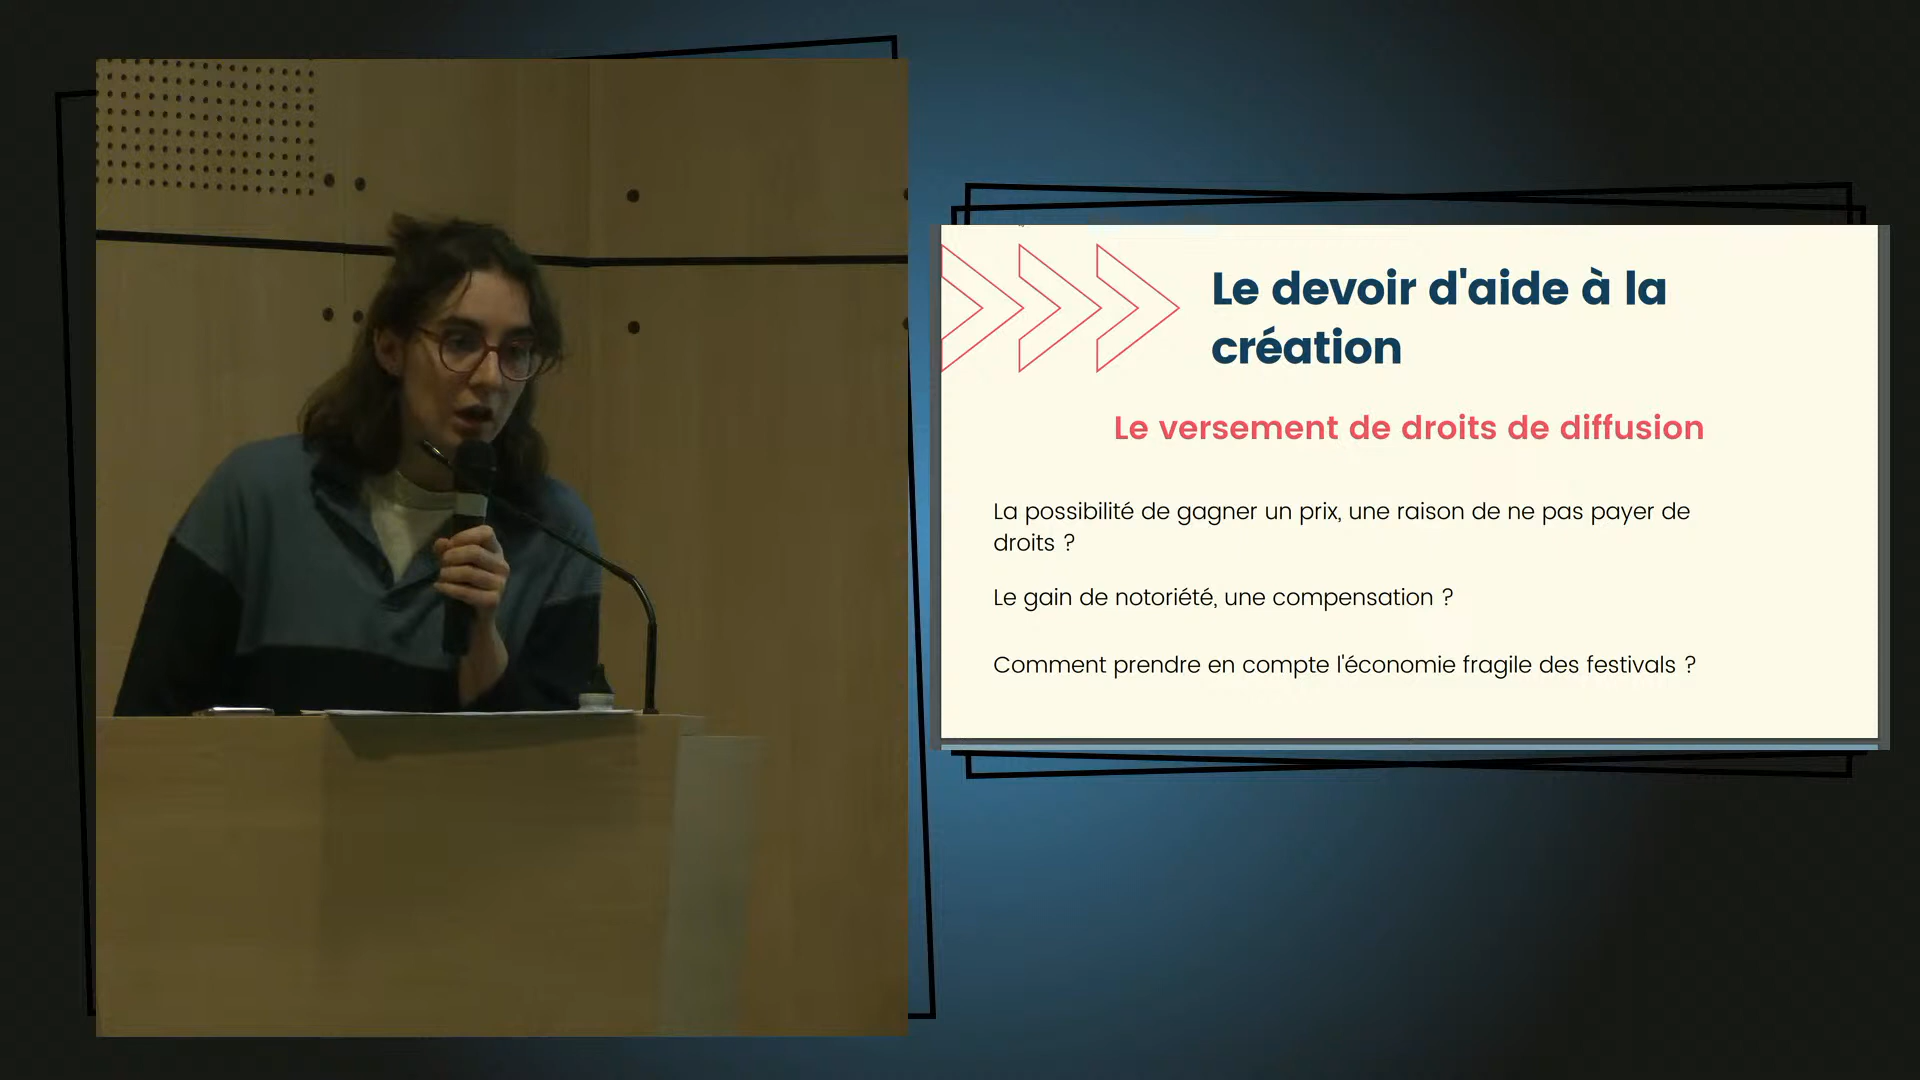 Le devoir d'aide à la
création
Le versement de droits de diffusion
La possibilité de gagner un prix, une raison de ne pas payer de
droits ?
Le gain de notoriété, une compensation ?
Comment prendre en compte l'économie fragile des festivals ?